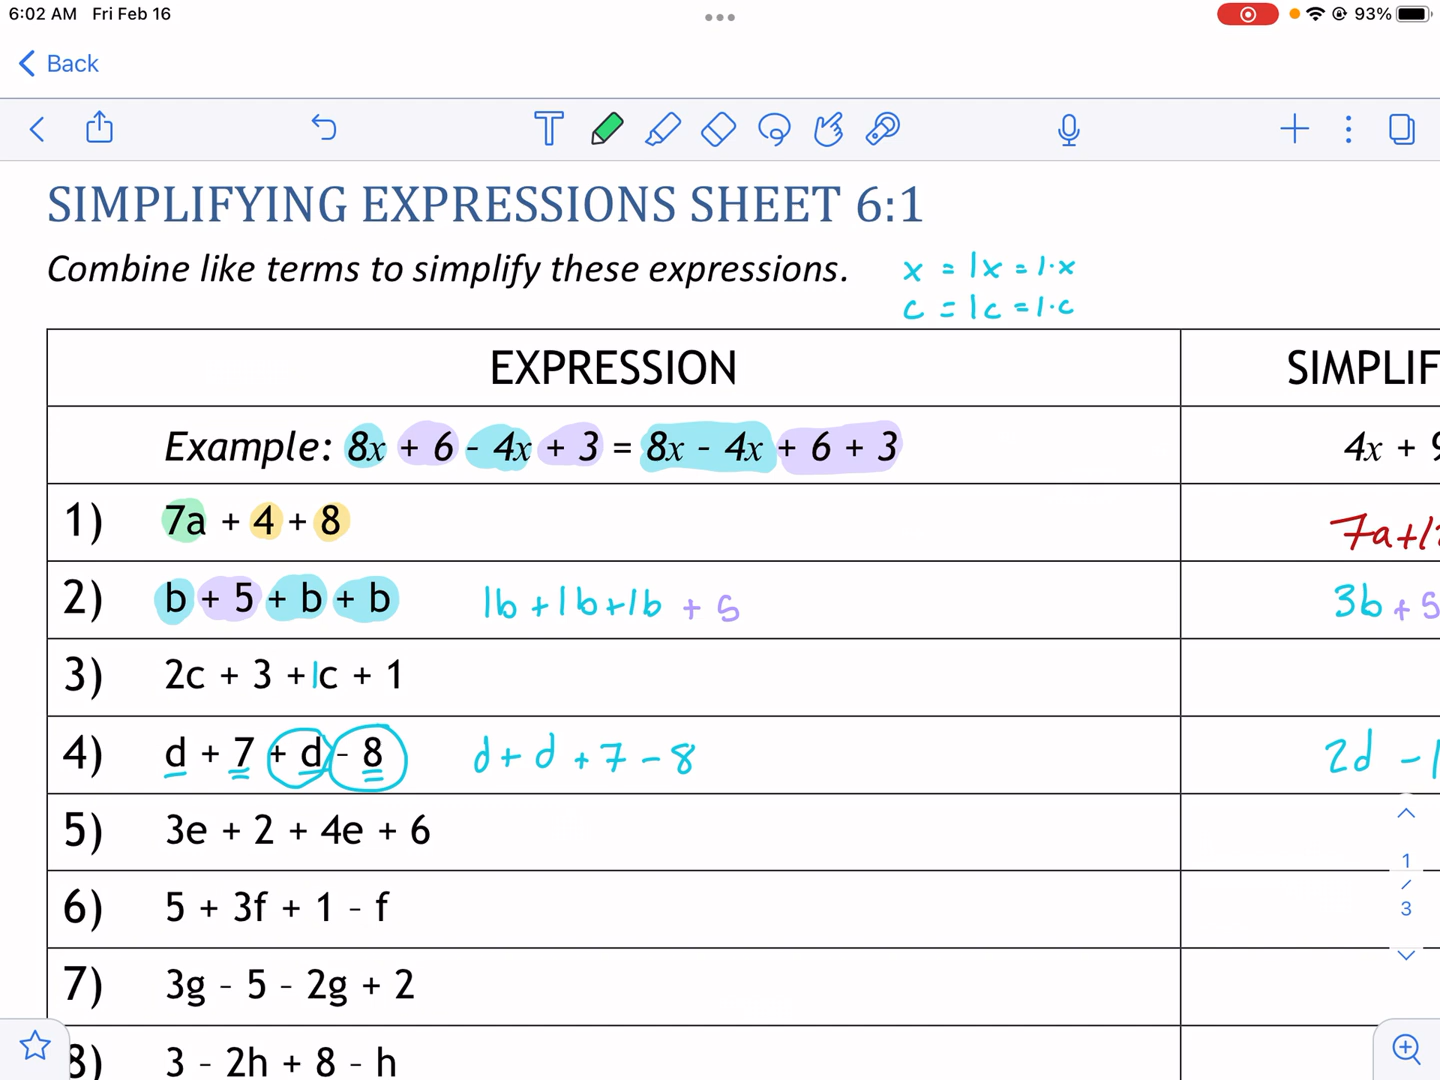 6:02 AM Fri Feb 16 93%
Back
SIMPLIFYING EXPRESSIONS SHEET 6:1
Combine like terms to simplify these expressions. x = 1x = 1·x
c = 1c = 1·c
EXPRESSION SIMPLIF
Example: 8x + 6 - 4x + 3 = 8x - 4x + 6 + 3 4x + 9
1) 7a + 4 + 8 7a+1
2) b + 5 + b + b 1b + 1b + 1b + 5 3b + 5
3) 2c + 3 + 1c + 1
4) d + 7 + d - 8 d + d + 7 - 8 2d - 1
5) 3e + 2 + 4e + 6
6) 5 + 3f + 1 - f
7) 3g - 5 - 2g + 2
8) 3 - 2h + 8 - h
1
/
3